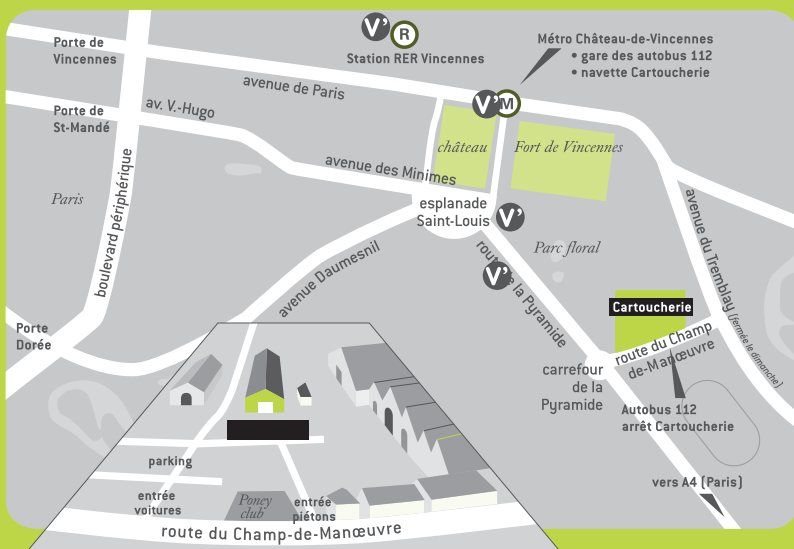 V'
R
Station RER Vincennes
Métro Château-de-Vincennes
• gare des autobus 112
• navette Cartoucherie
Porte de
Vincennes
avenue de Paris
V'
M
Porte de
St-Mandé
av. V.-Hugo
château
Fort de Vincennes
avenue des Minimes
Paris
boulevard périphérique
esplanade
Saint-Louis
V'
avenue du Tremblay (fermée le dimanche)
Parc floral
avenue Daumesnil
V'
route de la Pyramide
Cartoucherie
Porte
Dorée
route du Champ
de-Manœuvre
carrefour
de la
Pyramide
Autobus 112
arrêt Cartoucherie
parking
vers A4 (Paris)
entrée
voitures
Poney
club
entrée
piétons
route du Champ-de-Manœuvre